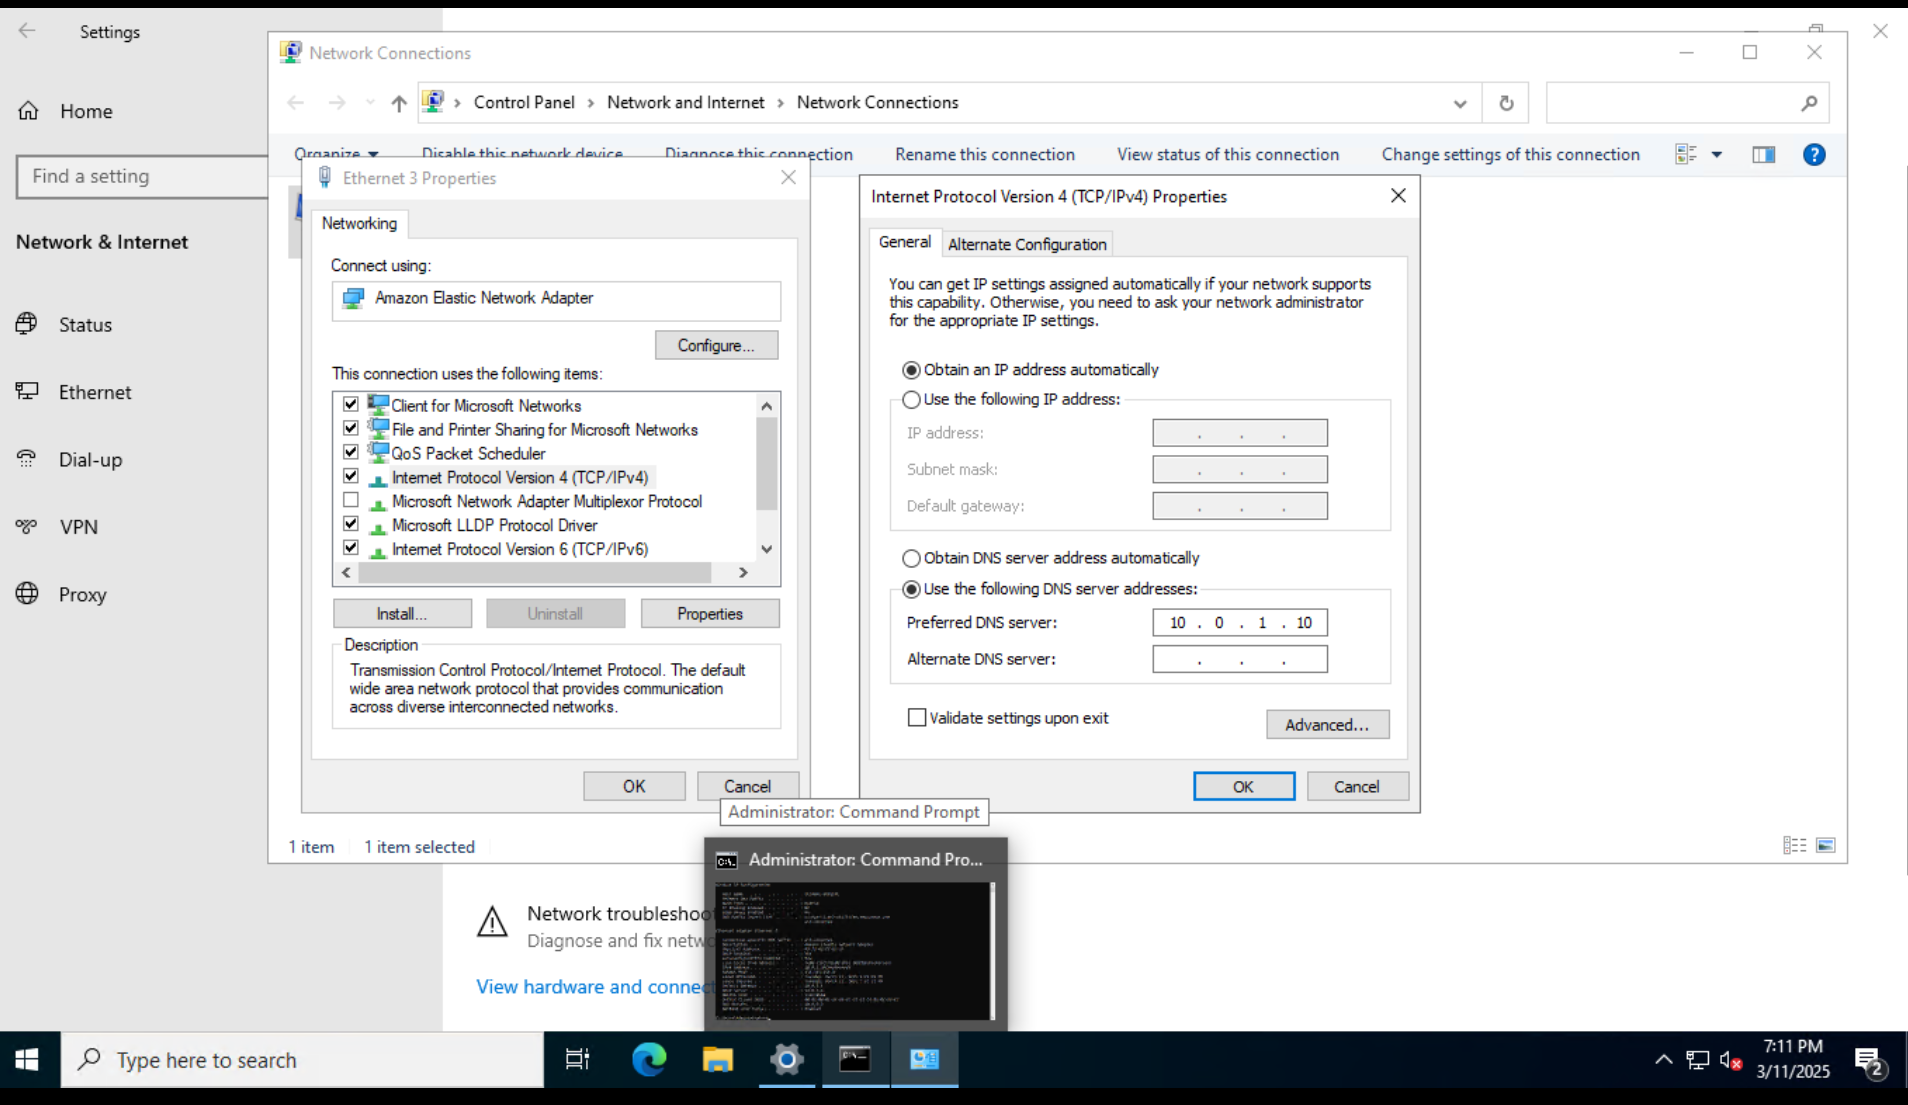 Settings
Home
Find a setting
Network & Internet
Status
Ethernet
Dial-up
VPN
Proxy
Network Connections
Control Panel > Network and Internet > Network Connections
Organize Disable this network device Diagnose this connection Rename this connection View status of this connection Change settings of this connection
Ethernet 3 Properties
Networking
Connect using:
Amazon Elastic Network Adapter
Configure...
This connection uses the following items:
Client for Microsoft Networks
File and Printer Sharing for Microsoft Networks
QoS Packet Scheduler
Internet Protocol Version 4 (TCP/IPv4)
Microsoft Network Adapter Multiplexor Protocol
Microsoft LLDP Protocol Driver
Internet Protocol Version 6 (TCP/IPv6)
Install... Uninstall Properties
Description
Transmission Control Protocol/Internet Protocol. The default
wide area network protocol that provides communication
across diverse interconnected networks.
OK Cancel
Internet Protocol Version 4 (TCP/IPv4) Properties
General Alternate Configuration
You can get IP settings assigned automatically if your network supports
this capability. Otherwise, you need to ask your network administrator
for the appropriate IP settings.
Obtain an IP address automatically
Use the following IP address:
IP address: . . .
Subnet mask: . . .
Default gateway: . . .
Obtain DNS server address automatically
Use the following DNS server addresses:
Preferred DNS server: 10 . 0 . 1 . 10
Alternate DNS server: . . .
Validate settings upon exit
Advanced...
OK Cancel
Administrator: Command Prompt
1 item 1 item selected
Administrator: Command Pro...
Network troubleshoo
Diagnose and fix netw
View hardware and connec
Type here to search
7:11 PM
3/11/2025
2